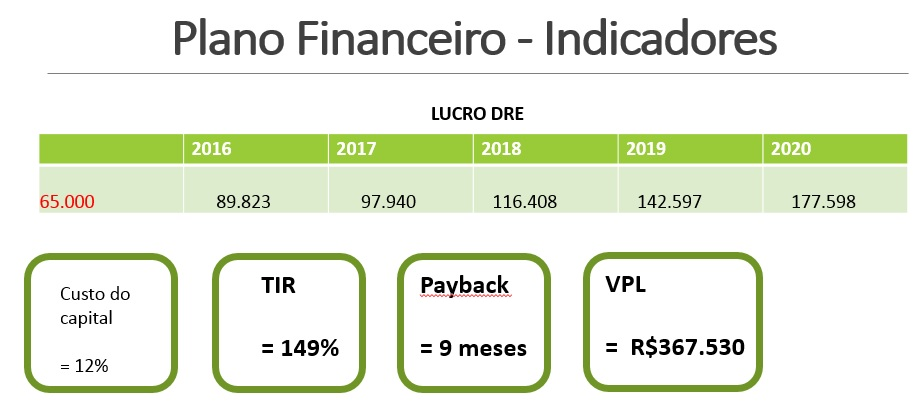 Plano Financeiro - Indicadores
LUCRO DRE
2016 2017 2018 2019 2020
65.000 89.823 97.940 116.408 142.597 177.598
Custo do
capital
= 12%
TIR
= 149%
Payback
= 9 meses
VPL
= R$367.530